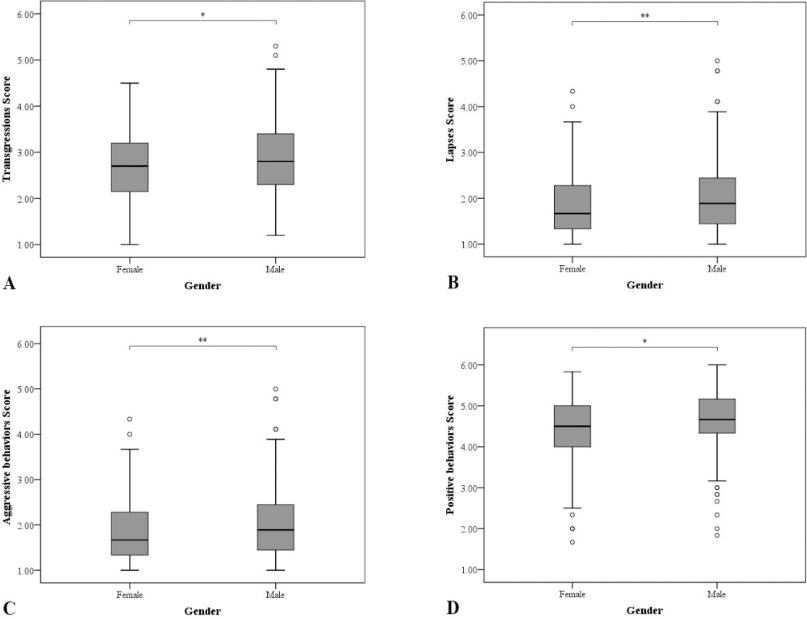 6.00
5.00
4.00
3.00
2.00
1.00
Transgressions Score
*
Female
Male
Gender
A
6.00
5.00
4.00
3.00
2.00
1.00
Lapses Score
**
Female
Male
Gender
B
6.00
5.00
4.00
3.00
2.00
1.00
Aggressive behaviors Score
**
Female
Male
Gender
C
6.00
5.00
4.00
3.00
2.00
1.00
Positive behaviors Score
*
Female
Male
Gender
D